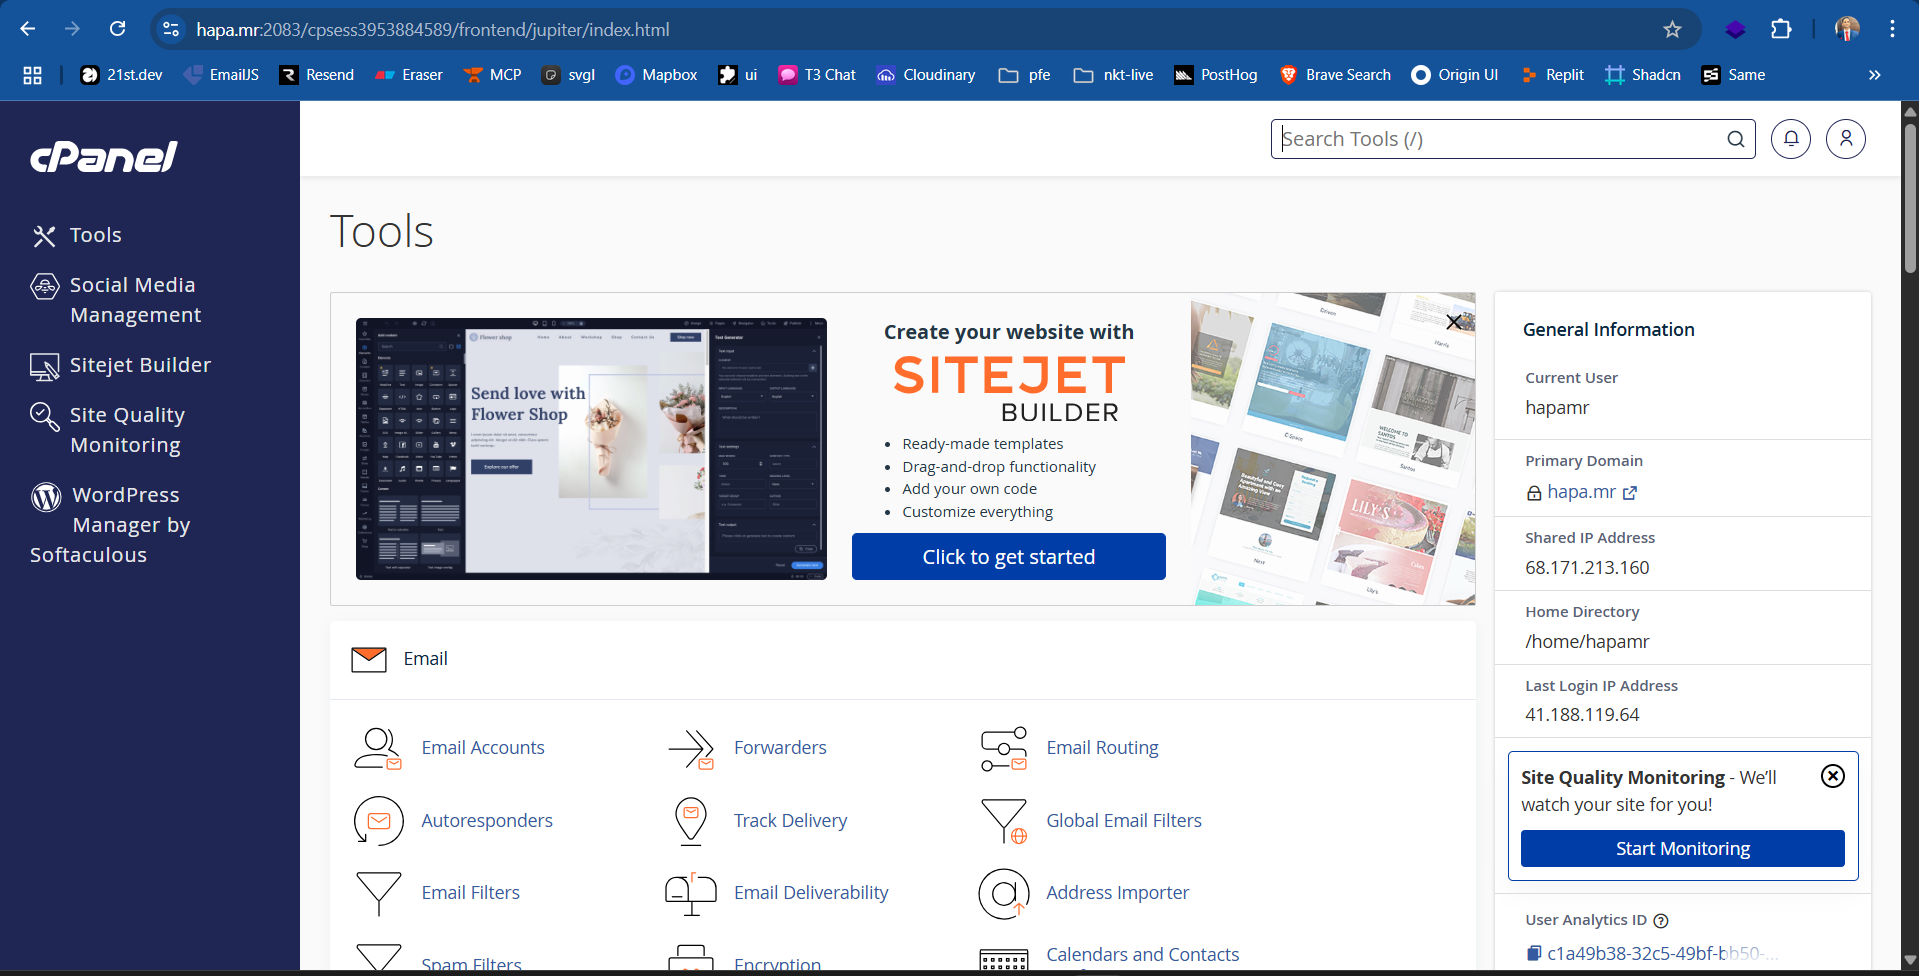 hapa.mr:2083/cpsess3953884589/frontend/jupiter/index.html
21st.dev
EmailJS
Resend
Eraser
MCP
svgl
Mapbox
ui
T3 Chat
Cloudinary
pfe
nkt-live
PostHog
Brave Search
Origin UI
Replit
Shadcn
Same
cPanel
Search Tools (/)
Tools
Social Media
Management
Sitejet Builder
Site Quality
Monitoring
WordPress
Manager by
Softaculous
Tools
Flower shop
Send love with
Flower Shop
Explore our offer
Create your website with
SITEJET
BUILDER
Ready-made templates
Drag-and-drop functionality
Add your own code
Customize everything
Click to get started
Email
Email Accounts
Forwarders
Email Routing
Autoresponders
Track Delivery
Global Email Filters
Email Filters
Email Deliverability
Address Importer
Spam Filters
Encryption
Calendars and Contacts
General Information
Current User
hapamr
Primary Domain
hapa.mr
Shared IP Address
68.171.213.160
Home Directory
/home/hapamr
Last Login IP Address
41.188.119.64
Site Quality Monitoring - We’ll
watch your site for you!
Start Monitoring
User Analytics ID
c1a49b38-32c5-49bf-bb50-...